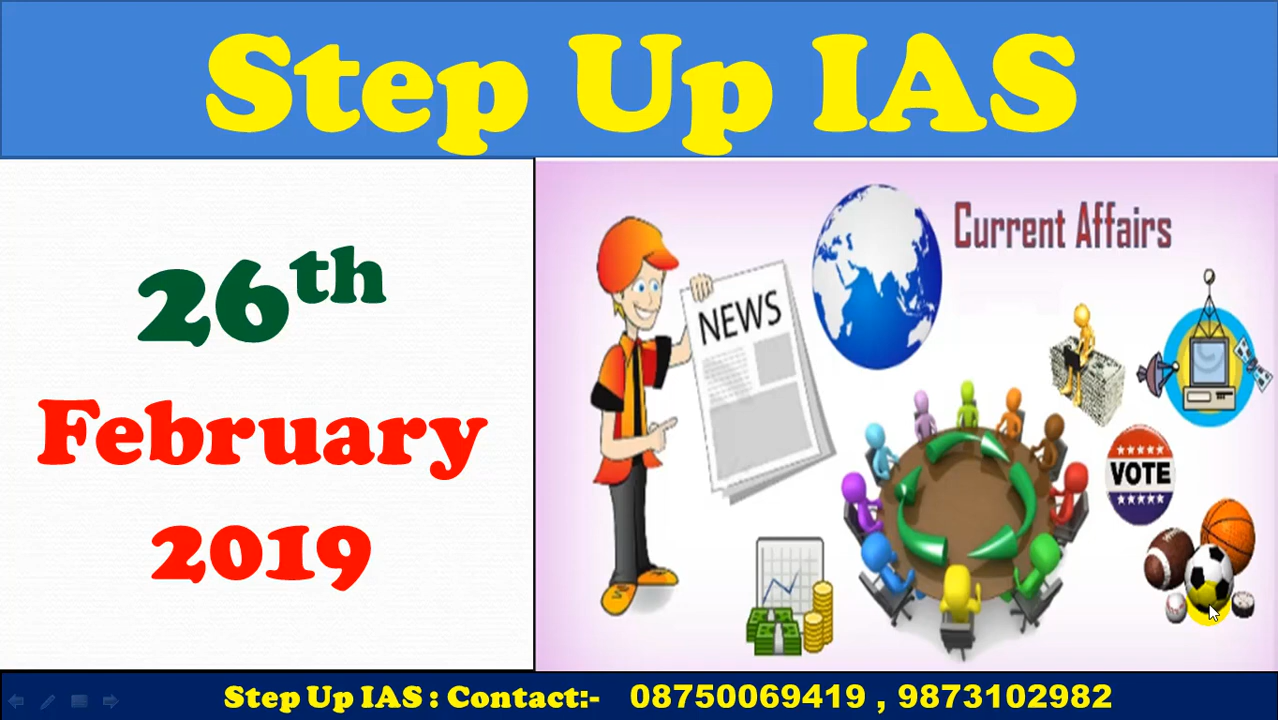 Step Up IAS
26th
February
2019
Current Affairs
NEWS
VOTE
Step Up IAS : Contact:- 08750069419 , 9873102982